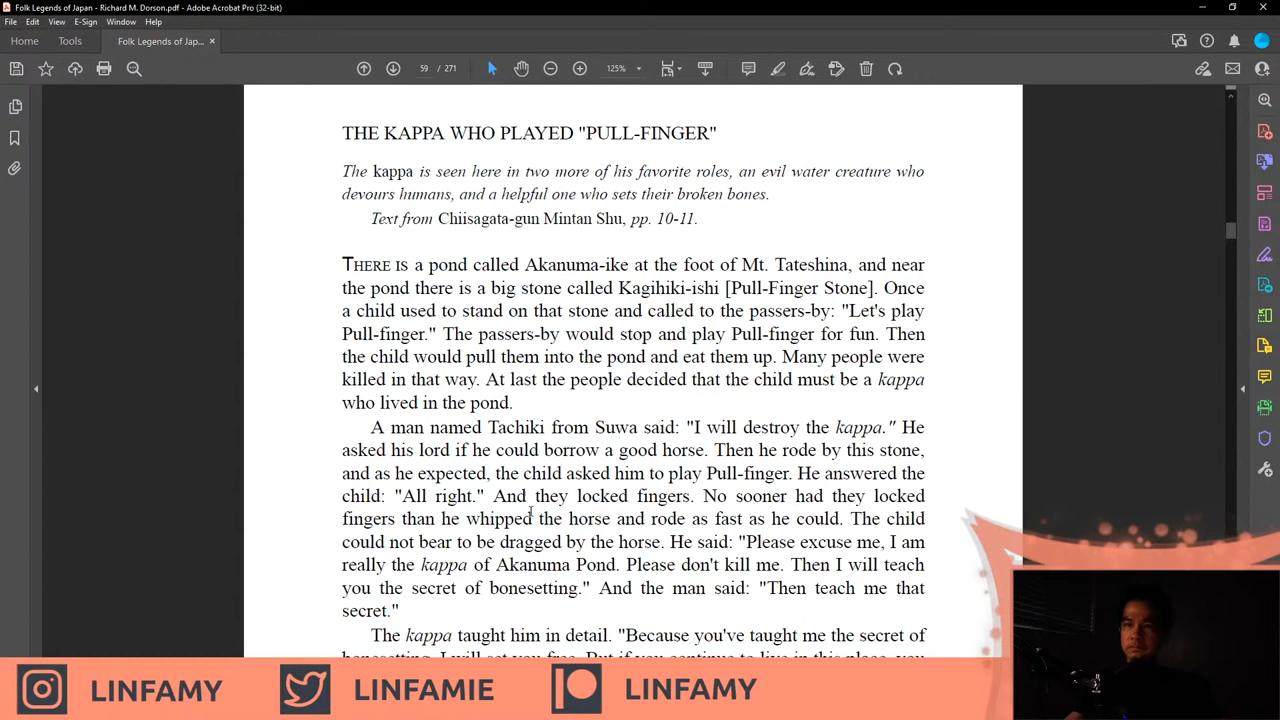 Folk Legends of Japan - Richard M. Dorson.pdf - Adobe Acrobat Pro (32-bit)
File Edit View E-Sign Window Help
Home Tools Folk Legends of Jap... ×
59 / 271 125%
THE KAPPA WHO PLAYED "PULL-FINGER"
The kappa is seen here in two more of his favorite roles, an evil water creature who
devours humans, and a helpful one who sets their broken bones.
Text from Chiisagata-gun Mintan Shu, pp. 10-11.
THERE IS a pond called Akanuma-ike at the foot of Mt. Tateshina, and near
the pond there is a big stone called Kagihiki-ishi [Pull-Finger Stone]. Once
a child used to stand on that stone and called to the passers-by: "Let's play
Pull-finger." The passers-by would stop and play Pull-finger for fun. Then
the child would pull them into the pond and eat them up. Many people were
killed in that way. At last the people decided that the child must be a kappa
who lived in the pond.
A man named Tachiki from Suwa said: "I will destroy the kappa." He
asked his lord if he could borrow a good horse. Then he rode by this stone,
and as he expected, the child asked him to play Pull-finger. He answered the
child: "All right." And they locked fingers. No sooner had they locked
fingers than he whipped the horse and rode as fast as he could. The child
could not bear to be dragged by the horse. He said: "Please excuse me, I am
really the kappa of Akanuma Pond. Please don't kill me. Then I will teach
you the secret of bonesetting." And the man said: "Then teach me that
secret."
The kappa taught him in detail. "Because you've taught me the secret of
bonesetting, I will set you free. But if you continue to live in this place, you
LINFAMY LINFAMIE LINFAMY